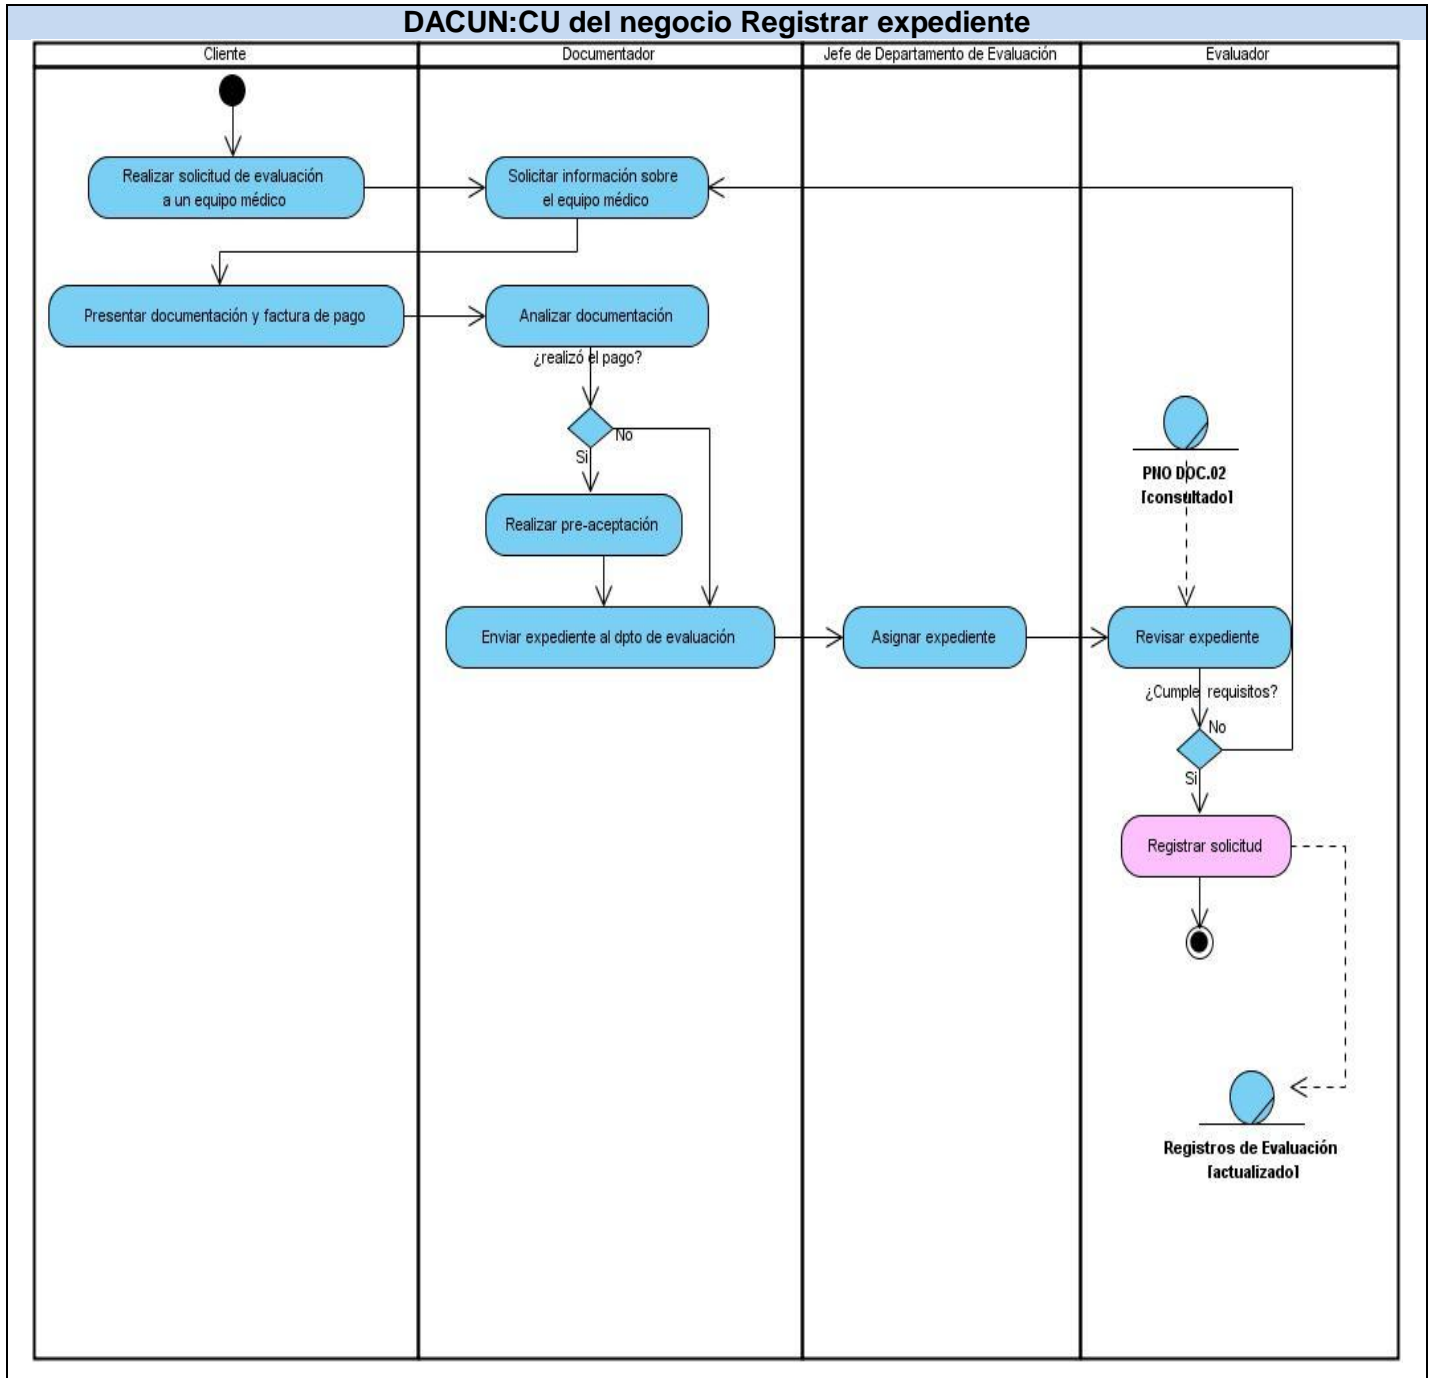 DACUN:CU del negocio Registrar expediente
Cliente
Documentador
Jefe de Departamento de Evaluación
Evaluador
Realizar solicitud de evaluación
a un equipo médico
Solicitar información sobre
el equipo médico
Presentar documentación y factura de pago
Analizar documentación
¿realizó el pago?
No
Si
Realizar pre-aceptación
Enviar expediente al dpto de evaluación
Asignar expediente
PNO DOC.02
[consultado]
Revisar expediente
¿Cumple requisitos?
No
Si
Registrar solicitud
Registros de Evaluación
[actualizado]